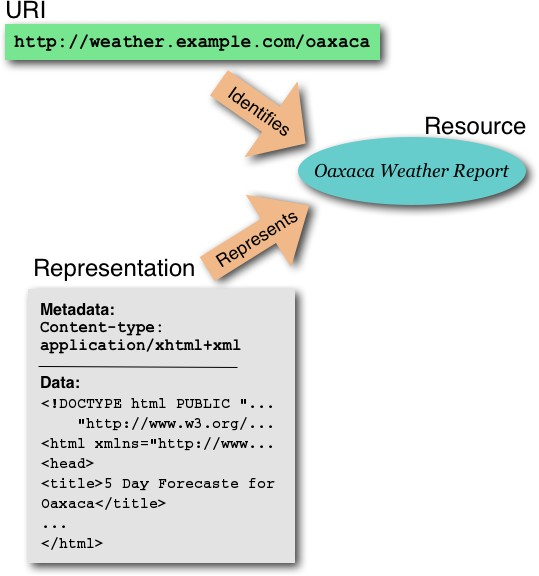 URI
http://weather.example.com/oaxaca
Identifies
Resource
Oaxaca Weather Report
Represents
Representation
Metadata:
Content-type:
application/xhtml+xml
Data:
<!DOCTYPE html PUBLIC "...
"http://www.w3.org/...
<html xmlns="http://www...
<head>
<title>5 Day Forecaste for
Oaxaca</title>
...
</html>